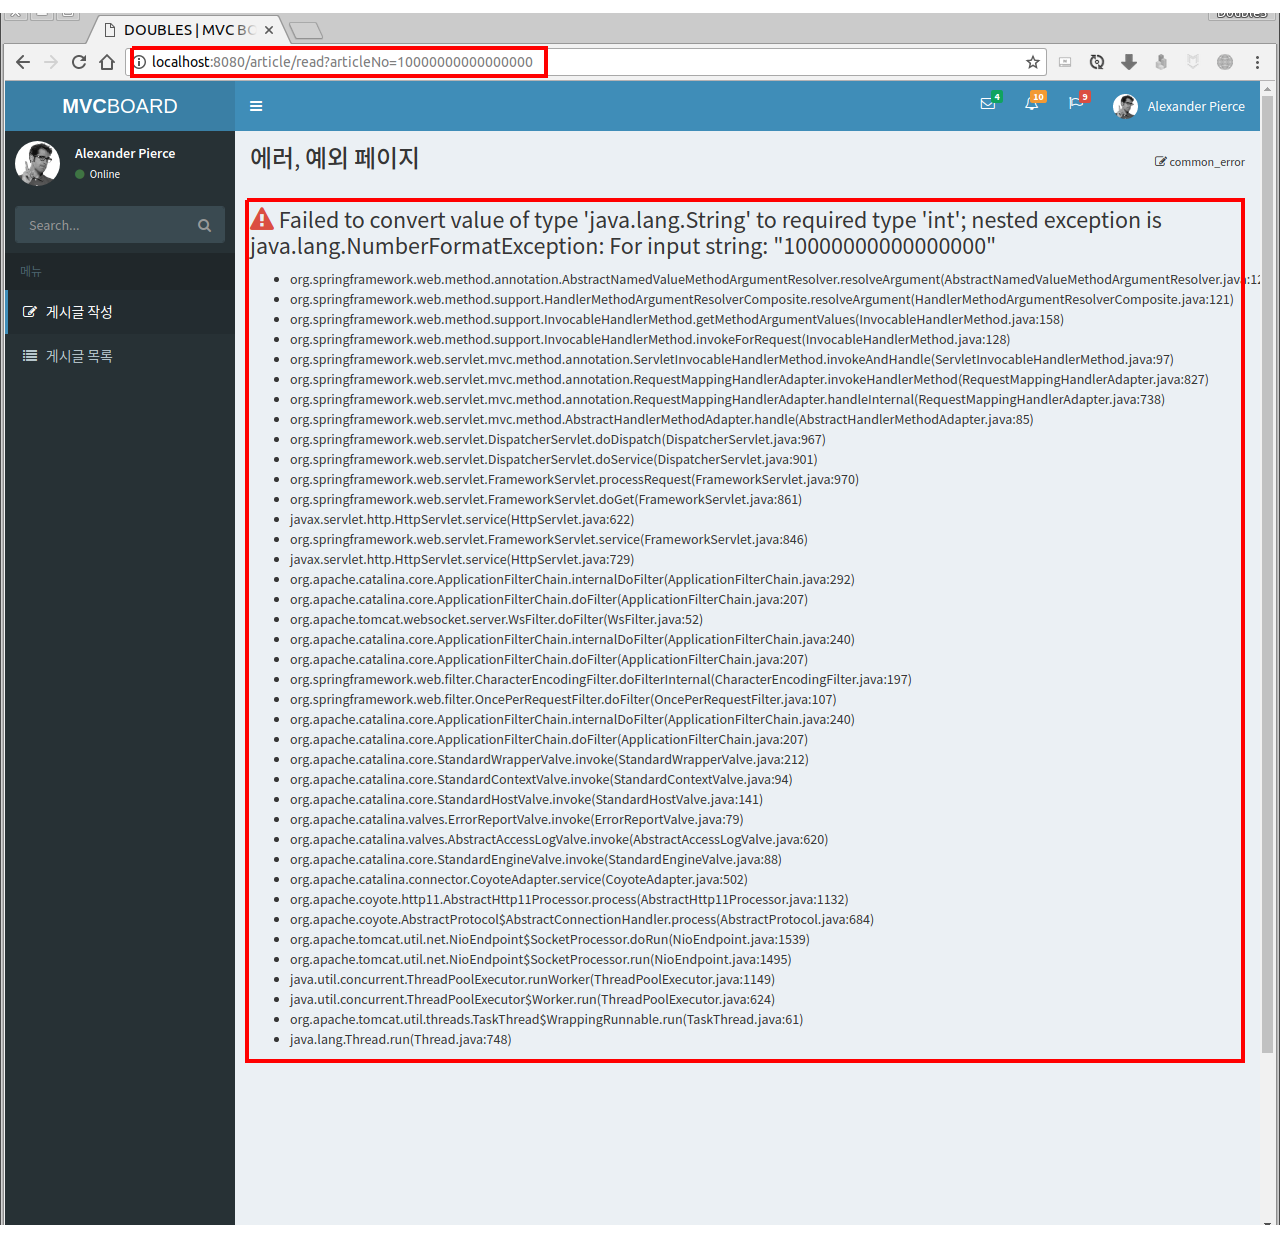 DOUBLES
DOUBLES | MVC BO
localhost:8080/article/read?articleNo=10000000000000000
MVCBOARD
4
10
9
Alexander Pierce
Alexander Pierce
Online
에러, 예외 페이지
common_error
Search...
메뉴
게시글 작성
게시글 목록
Failed to convert value of type 'java.lang.String' to required type 'int'; nested exception is
java.lang.NumberFormatException: For input string: "10000000000000000"
org.springframework.web.method.annotation.AbstractNamedValueMethodArgumentResolver.resolveArgument(AbstractNamedValueMethodArgumentResolver.java:12
org.springframework.web.method.support.HandlerMethodArgumentResolverComposite.resolveArgument(HandlerMethodArgumentResolverComposite.java:121)
org.springframework.web.method.support.InvocableHandlerMethod.getMethodArgumentValues(InvocableHandlerMethod.java:158)
org.springframework.web.method.support.InvocableHandlerMethod.invokeForRequest(InvocableHandlerMethod.java:128)
org.springframework.web.servlet.mvc.method.annotation.ServletInvocableHandlerMethod.invokeAndHandle(ServletInvocableHandlerMethod.java:97)
org.springframework.web.servlet.mvc.method.annotation.RequestMappingHandlerAdapter.invokeHandlerMethod(RequestMappingHandlerAdapter.java:827)
org.springframework.web.servlet.mvc.method.annotation.RequestMappingHandlerAdapter.handleInternal(RequestMappingHandlerAdapter.java:738)
org.springframework.web.servlet.mvc.method.AbstractHandlerMethodAdapter.handle(AbstractHandlerMethodAdapter.java:85)
org.springframework.web.servlet.DispatcherServlet.doDispatch(DispatcherServlet.java:967)
org.springframework.web.servlet.DispatcherServlet.doService(DispatcherServlet.java:901)
org.springframework.web.servlet.FrameworkServlet.processRequest(FrameworkServlet.java:970)
org.springframework.web.servlet.FrameworkServlet.doGet(FrameworkServlet.java:861)
javax.servlet.http.HttpServlet.service(HttpServlet.java:622)
org.springframework.web.servlet.FrameworkServlet.service(FrameworkServlet.java:846)
javax.servlet.http.HttpServlet.service(HttpServlet.java:729)
org.apache.catalina.core.ApplicationFilterChain.internalDoFilter(ApplicationFilterChain.java:292)
org.apache.catalina.core.ApplicationFilterChain.doFilter(ApplicationFilterChain.java:207)
org.apache.tomcat.websocket.server.WsFilter.doFilter(WsFilter.java:52)
org.apache.catalina.core.ApplicationFilterChain.internalDoFilter(ApplicationFilterChain.java:240)
org.apache.catalina.core.ApplicationFilterChain.doFilter(ApplicationFilterChain.java:207)
org.springframework.web.filter.CharacterEncodingFilter.doFilterInternal(CharacterEncodingFilter.java:197)
org.springframework.web.filter.OncePerRequestFilter.doFilter(OncePerRequestFilter.java:107)
org.apache.catalina.core.ApplicationFilterChain.internalDoFilter(ApplicationFilterChain.java:240)
org.apache.catalina.core.ApplicationFilterChain.doFilter(ApplicationFilterChain.java:207)
org.apache.catalina.core.StandardWrapperValve.invoke(StandardWrapperValve.java:212)
org.apache.catalina.core.StandardContextValve.invoke(StandardContextValve.java:94)
org.apache.catalina.core.StandardHostValve.invoke(StandardHostValve.java:141)
org.apache.catalina.valves.ErrorReportValve.invoke(ErrorReportValve.java:79)
org.apache.catalina.valves.AbstractAccessLogValve.invoke(AbstractAccessLogValve.java:620)
org.apache.catalina.core.StandardEngineValve.invoke(StandardEngineValve.java:88)
org.apache.catalina.connector.CoyoteAdapter.service(CoyoteAdapter.java:502)
org.apache.coyote.http11.AbstractHttp11Processor.process(AbstractHttp11Processor.java:1132)
org.apache.coyote.AbstractProtocol$AbstractConnectionHandler.process(AbstractProtocol.java:684)
org.apache.tomcat.util.net.NioEndpoint$SocketProcessor.doRun(NioEndpoint.java:1539)
org.apache.tomcat.util.net.NioEndpoint$SocketProcessor.run(NioEndpoint.java:1495)
java.util.concurrent.ThreadPoolExecutor.runWorker(ThreadPoolExecutor.java:1149)
java.util.concurrent.ThreadPoolExecutor$Worker.run(ThreadPoolExecutor.java:624)
org.apache.tomcat.util.threads.TaskThread$WrappingRunnable.run(TaskThread.java:61)
java.lang.Thread.run(Thread.java:748)